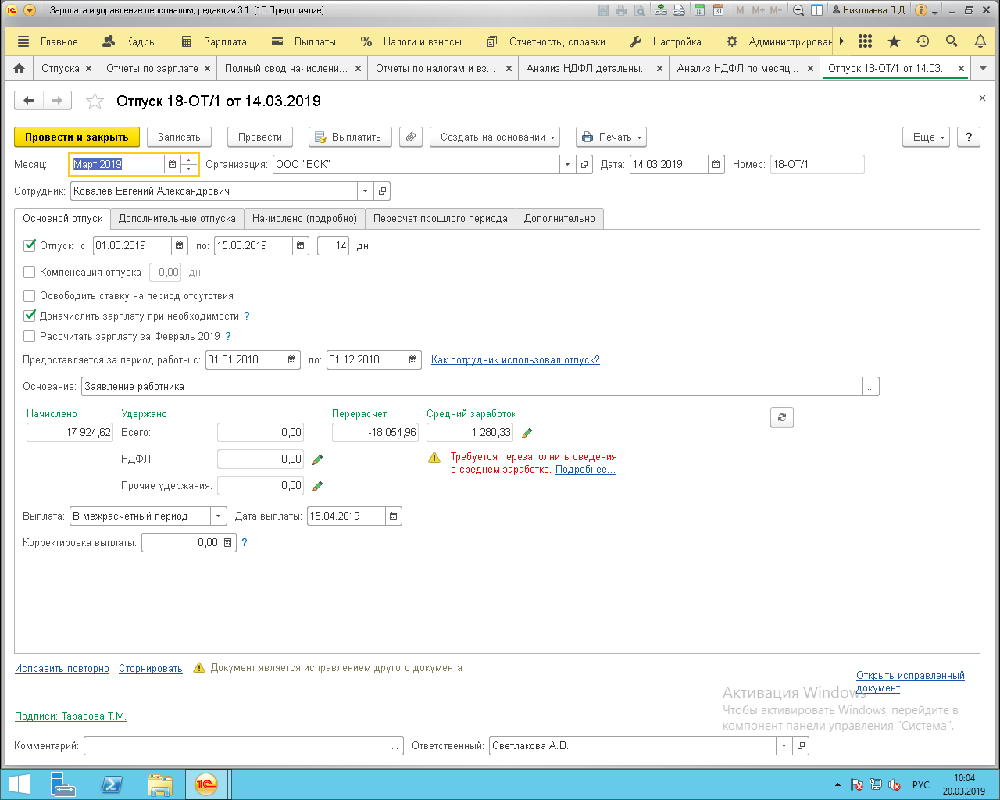 Зарплата и управление персоналом, редакция 3.1 (1С:Предприятие)
M M+ M- Николаева Л.Д.
Главное Кадры Зарплата Выплаты % Налоги и взносы Отчетность, справки Настройка Администрирован
Отпуска × Отчеты по зарплате × Полный свод начислени... × Отчеты по налогам и вз... × Анализ НДФЛ детальны... × Анализ НДФЛ по месяц... × Отпуск 18-ОТ/1 от 14.03.... ×
Отпуск 18-ОТ/1 от 14.03.2019
Провести и закрыть Записать Провести Выплатить Создать на основании Печать Еще ?
Месяц: Март 2019 Организация: ООО "БСК" Дата: 14.03.2019 Номер: 18-ОТ/1
Сотрудник: Ковалев Евгений Александрович
Основной отпуск Дополнительные отпуска Начислено (подробно) Пересчет прошлого периода Дополнительно
Отпуск с: 01.03.2019 по: 15.03.2019 14 дн.
Компенсация отпуска 0,00 дн.
Освободить ставку на период отсутствия
Доначислить зарплату при необходимости ?
Рассчитать зарплату за Февраль 2019 ?
Предоставляется за период работы с: 01.01.2018 по: 31.12.2018 Как сотрудник использовал отпуск?
Основание: Заявление работника ...
Начислено Удержано Перерасчет Средний заработок
17 924,62 Всего: 0,00 -18 054,96 1 280,33
НДФЛ: 0,00 Требуется перезаполнить сведения
о среднем заработке. Подробнее...
Прочие удержания: 0,00
Выплата: В межрасчетный период Дата выплаты: 15.04.2019
Корректировка выплаты: 0,00 ?
Исправить повторно Сторнировать Документ является исправлением другого документа
Открыть исправленный
документ
Активация Windows
Чтобы активировать Windows, перейдите в
компонент панели управления "Система".
Подписи: Тарасова Т.М.
Комментарий: ... Ответственный: Светлакова А.В.
РУС 10:04
20.03.2019